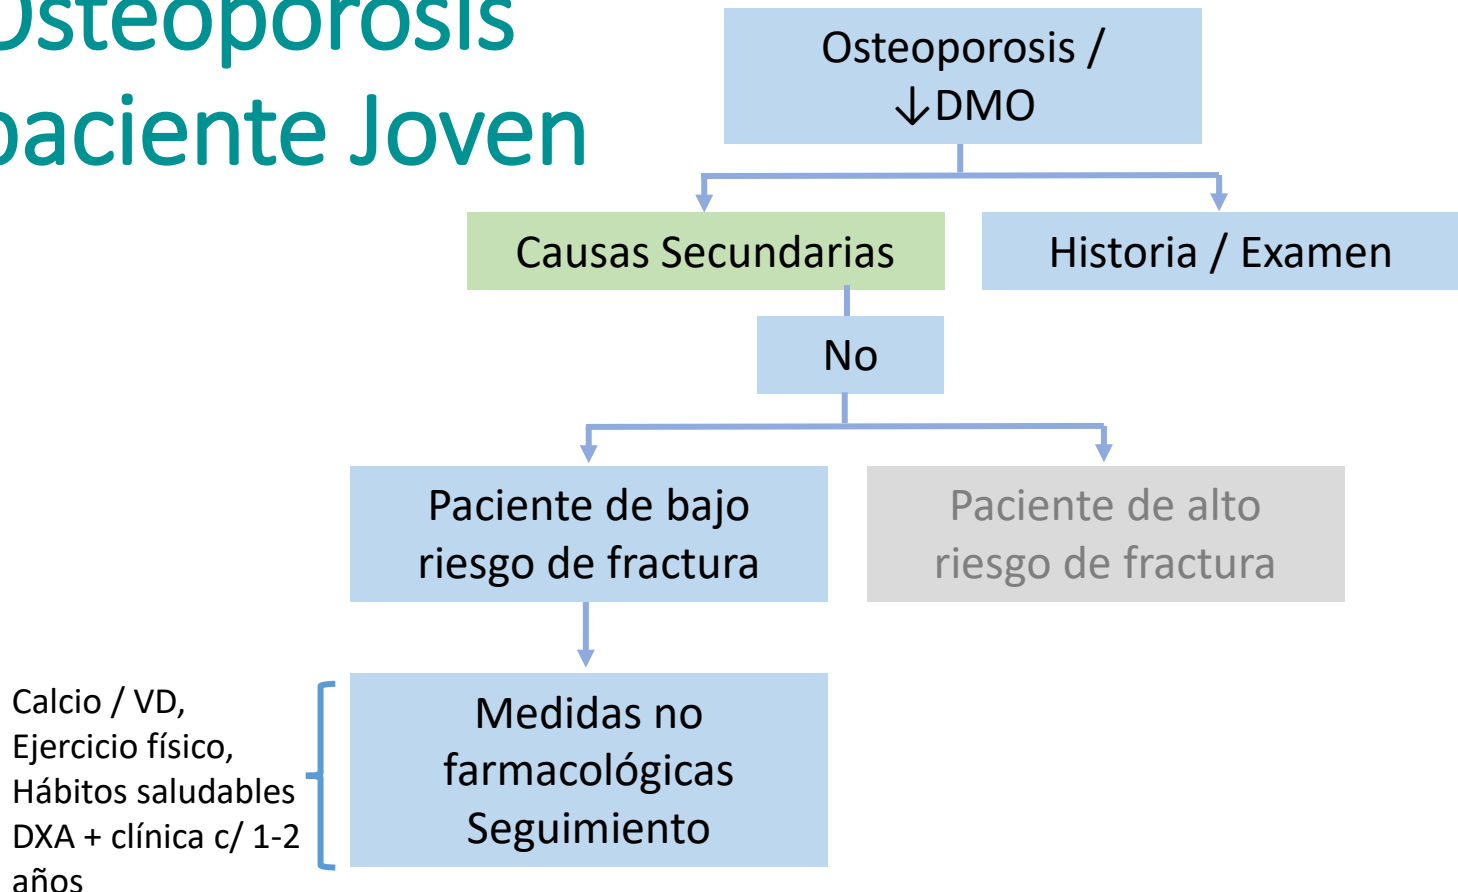 Osteoporosis
paciente Joven
Osteoporosis /
↓DMO
Causas Secundarias
Historia / Examen
No
Paciente de bajo
riesgo de fractura
Paciente de alto
riesgo de fractura
Calcio / VD,
Ejercicio físico,
Hábitos saludables
DXA + clínica c/ 1-2
años
Medidas no
farmacológicas
Seguimiento